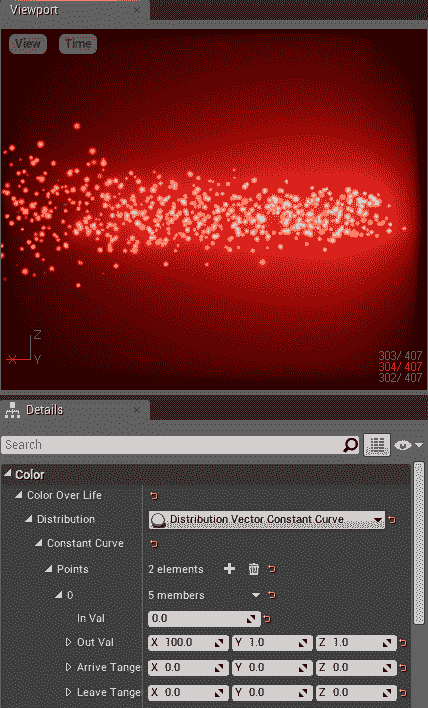 Viewport
View Time
Z
X Y
303/ 407
304/ 407
302/ 407
Details
Search
Color
Color Over Life
Distribution Distribution Vector Constant Curve
Constant Curve
Points 2 elements
0 5 members
In Val 0.0
Out Val X 100.0 Y 1.0 Z 1.0
Arrive Tange X 0.0 Y 0.0 Z 0.0
Leave Tange X 0.0 Y 0.0 Z 0.0